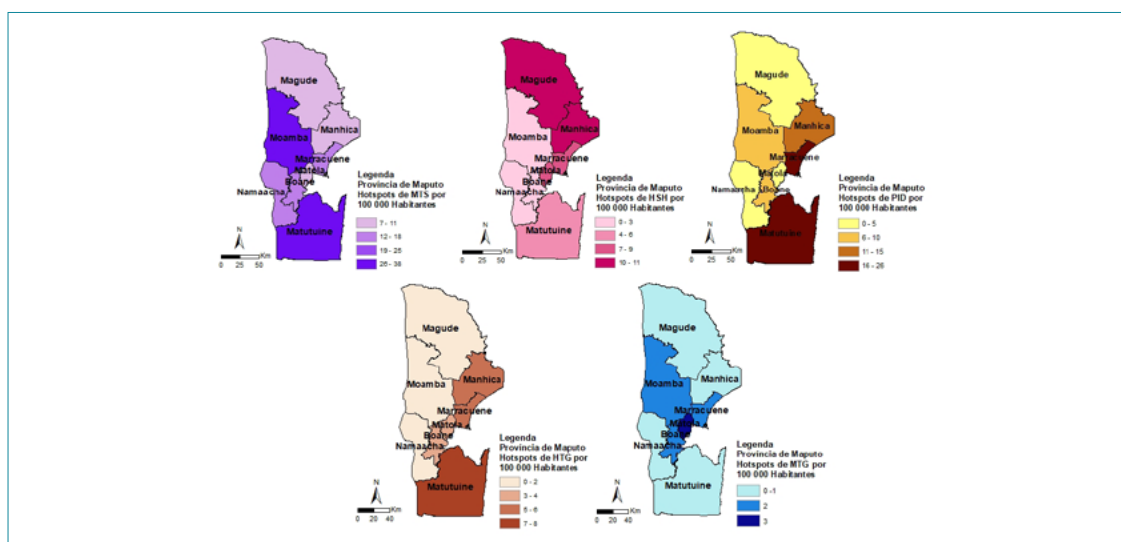 Magude
Moamba
Manhica
Marracuene
Matola
Boane
Namaacha
Matutuine
Legenda
Provincia de Maputo
Hotspots de MTS por
100 000 Habitantes
7 - 11
12 - 18
19 - 25
26 - 38
N
Km
0 25 50
Magude
Moamba
Manhica
Marracuene
Matola
Boane
Namaacha
Matutuine
Legenda
Provincia de Maputo
Hotspots de HSH por
100 000 Habitantes
0 - 3
4 - 6
7 - 9
10 - 11
N
Km
0 25 50
Magude
Moamba
Manhica
Marracuene
Matola
Namaacha
Boane
Matutuine
Legenda
Provincia de Maputo
Hotspots de PID por
100 000 Habitantes
0 - 5
6 - 10
11 - 15
16 - 26
N
Km
0 25 50
Magude
Moamba
Manhica
Marracuene
Matola
Boane
Namaacha
Matutuine
Legenda
Provincia de Maputo
Hotspots de HTG por
100 000 Habitantes
0 - 2
3 - 4
5 - 6
7 - 8
N
Km
0 20 40
Magude
Moamba
Manhica
Marracuene
Matola
Boane
Namaacha
Matutuine
Legenda
Provincia de Maputo
Hotspots de MTG por
100 000 Habitantes
0 -1
2
3
N
Km
0 20 40